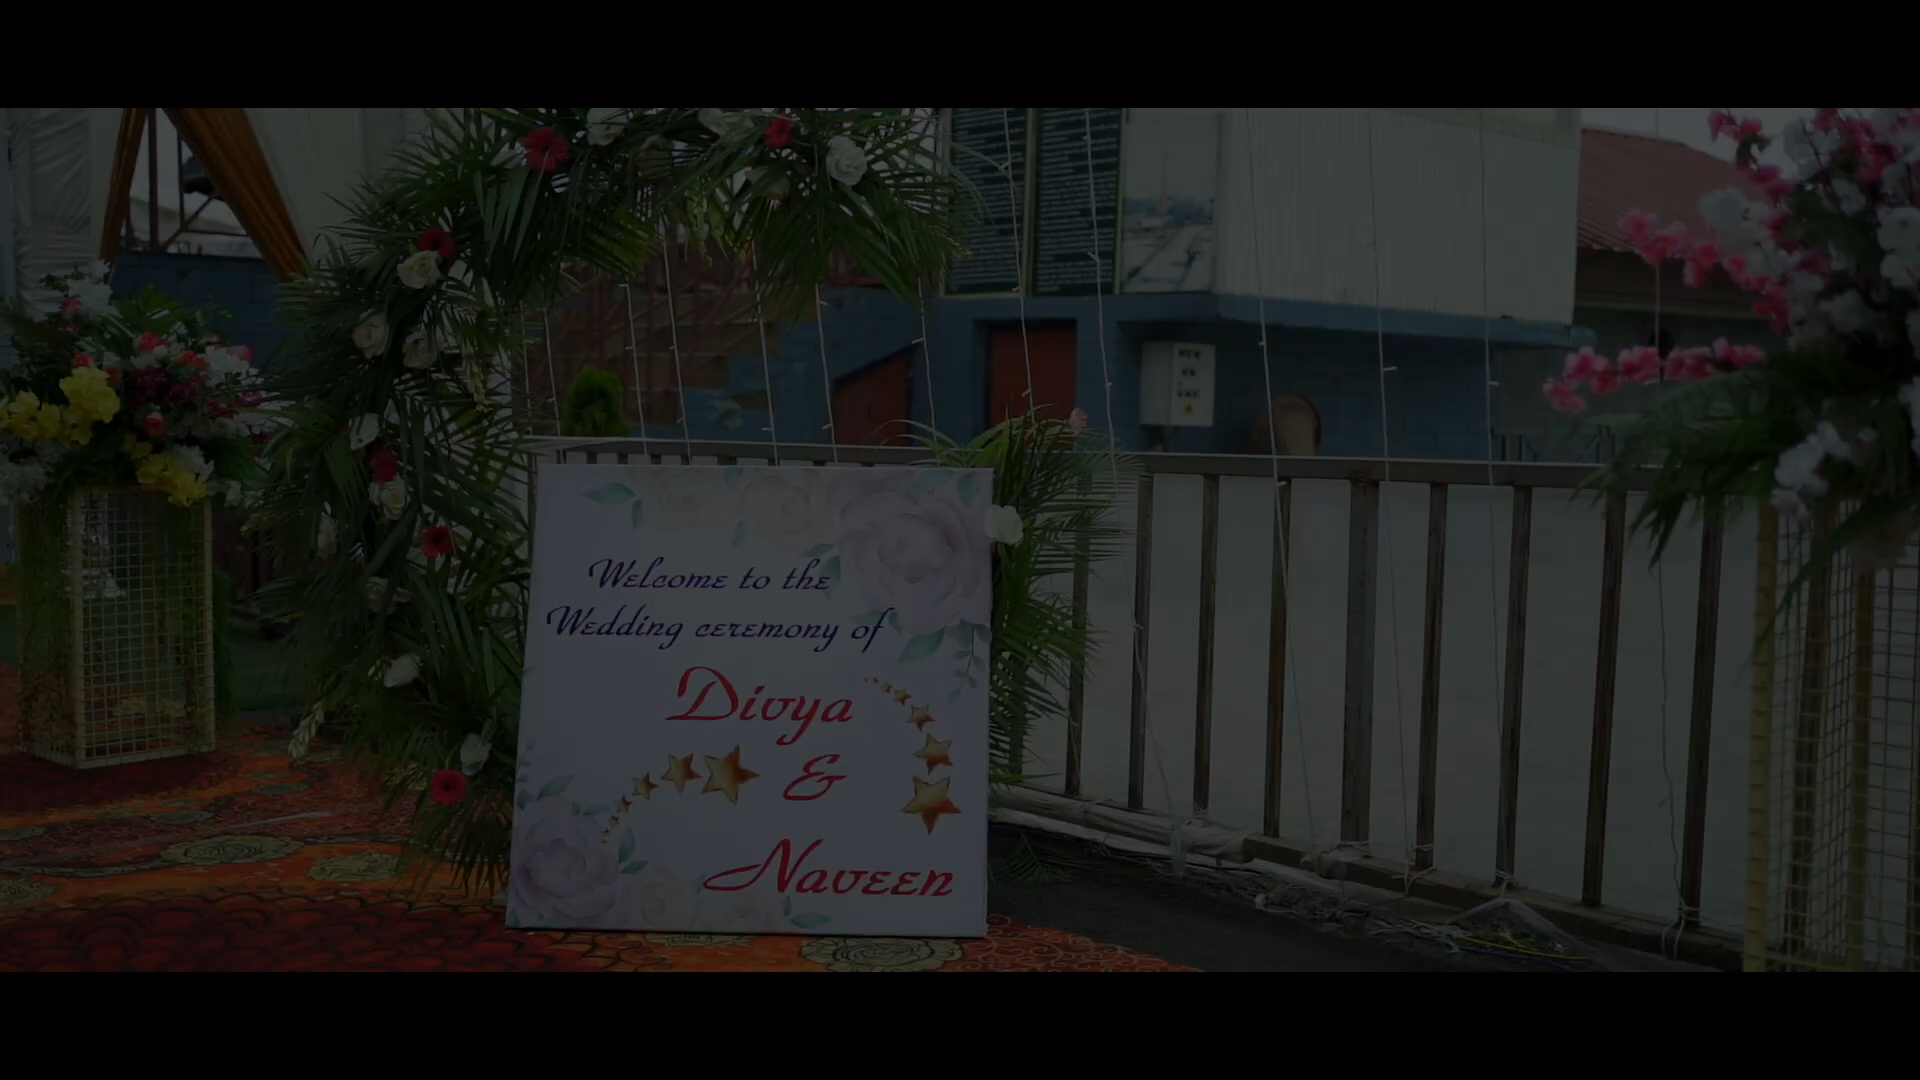 Welcome to the
Wedding ceremony of
Divya
&
Naveen